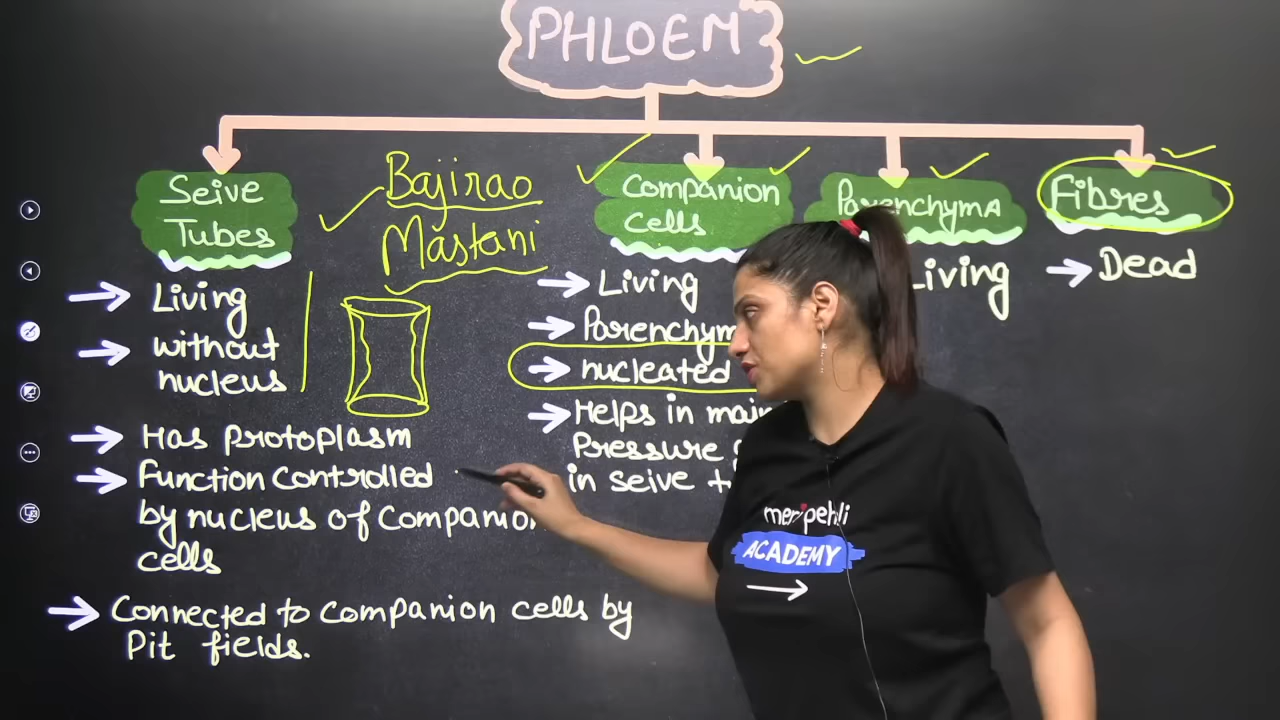 PHLOEM
Seive
Tubes
Living
without
nucleus
Has Protoplasm
Function Controlled
by nucleus of
cells
Connected to Companion cells by
Pit fields.
Bajirao
Mastani
Companion
Cells
Living
nucleated
Helps in
Pressure
in seive
Parenchyma
Living
Fibres
Dead
meripehli
ACADEMY